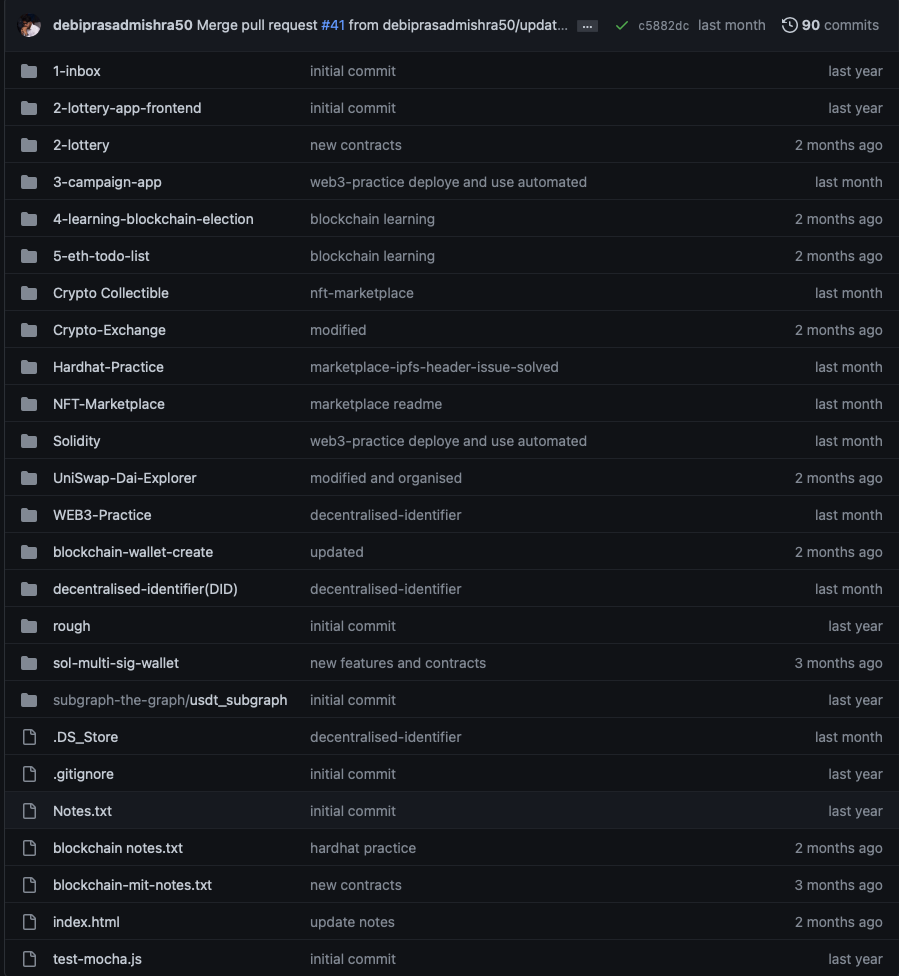 debiprasadmishra50 Merge pull request #41 from debiprasadmishra50/updat... ... c5882dc last month 90 commits
1-inbox initial commit last year
2-lottery-app-frontend initial commit last year
2-lottery new contracts 2 months ago
3-campaign-app web3-practice deploye and use automated last month
4-learning-blockchain-election blockchain learning 2 months ago
5-eth-todo-list blockchain learning 2 months ago
Crypto Collectible nft-marketplace last month
Crypto-Exchange modified 2 months ago
Hardhat-Practice marketplace-ipfs-header-issue-solved last month
NFT-Marketplace marketplace readme last month
Solidity web3-practice deploye and use automated last month
UniSwap-Dai-Explorer modified and organised 2 months ago
WEB3-Practice decentralised-identifier last month
blockchain-wallet-create updated 2 months ago
decentralised-identifier(DID) decentralised-identifier last month
rough initial commit last year
sol-multi-sig-wallet new features and contracts 3 months ago
subgraph-the-graph/usdt_subgraph initial commit last year
.DS_Store decentralised-identifier last month
.gitignore initial commit last year
Notes.txt initial commit last year
blockchain notes.txt hardhat practice 2 months ago
blockchain-mit-notes.txt new contracts 3 months ago
index.html update notes 2 months ago
test-mocha.js initial commit last year